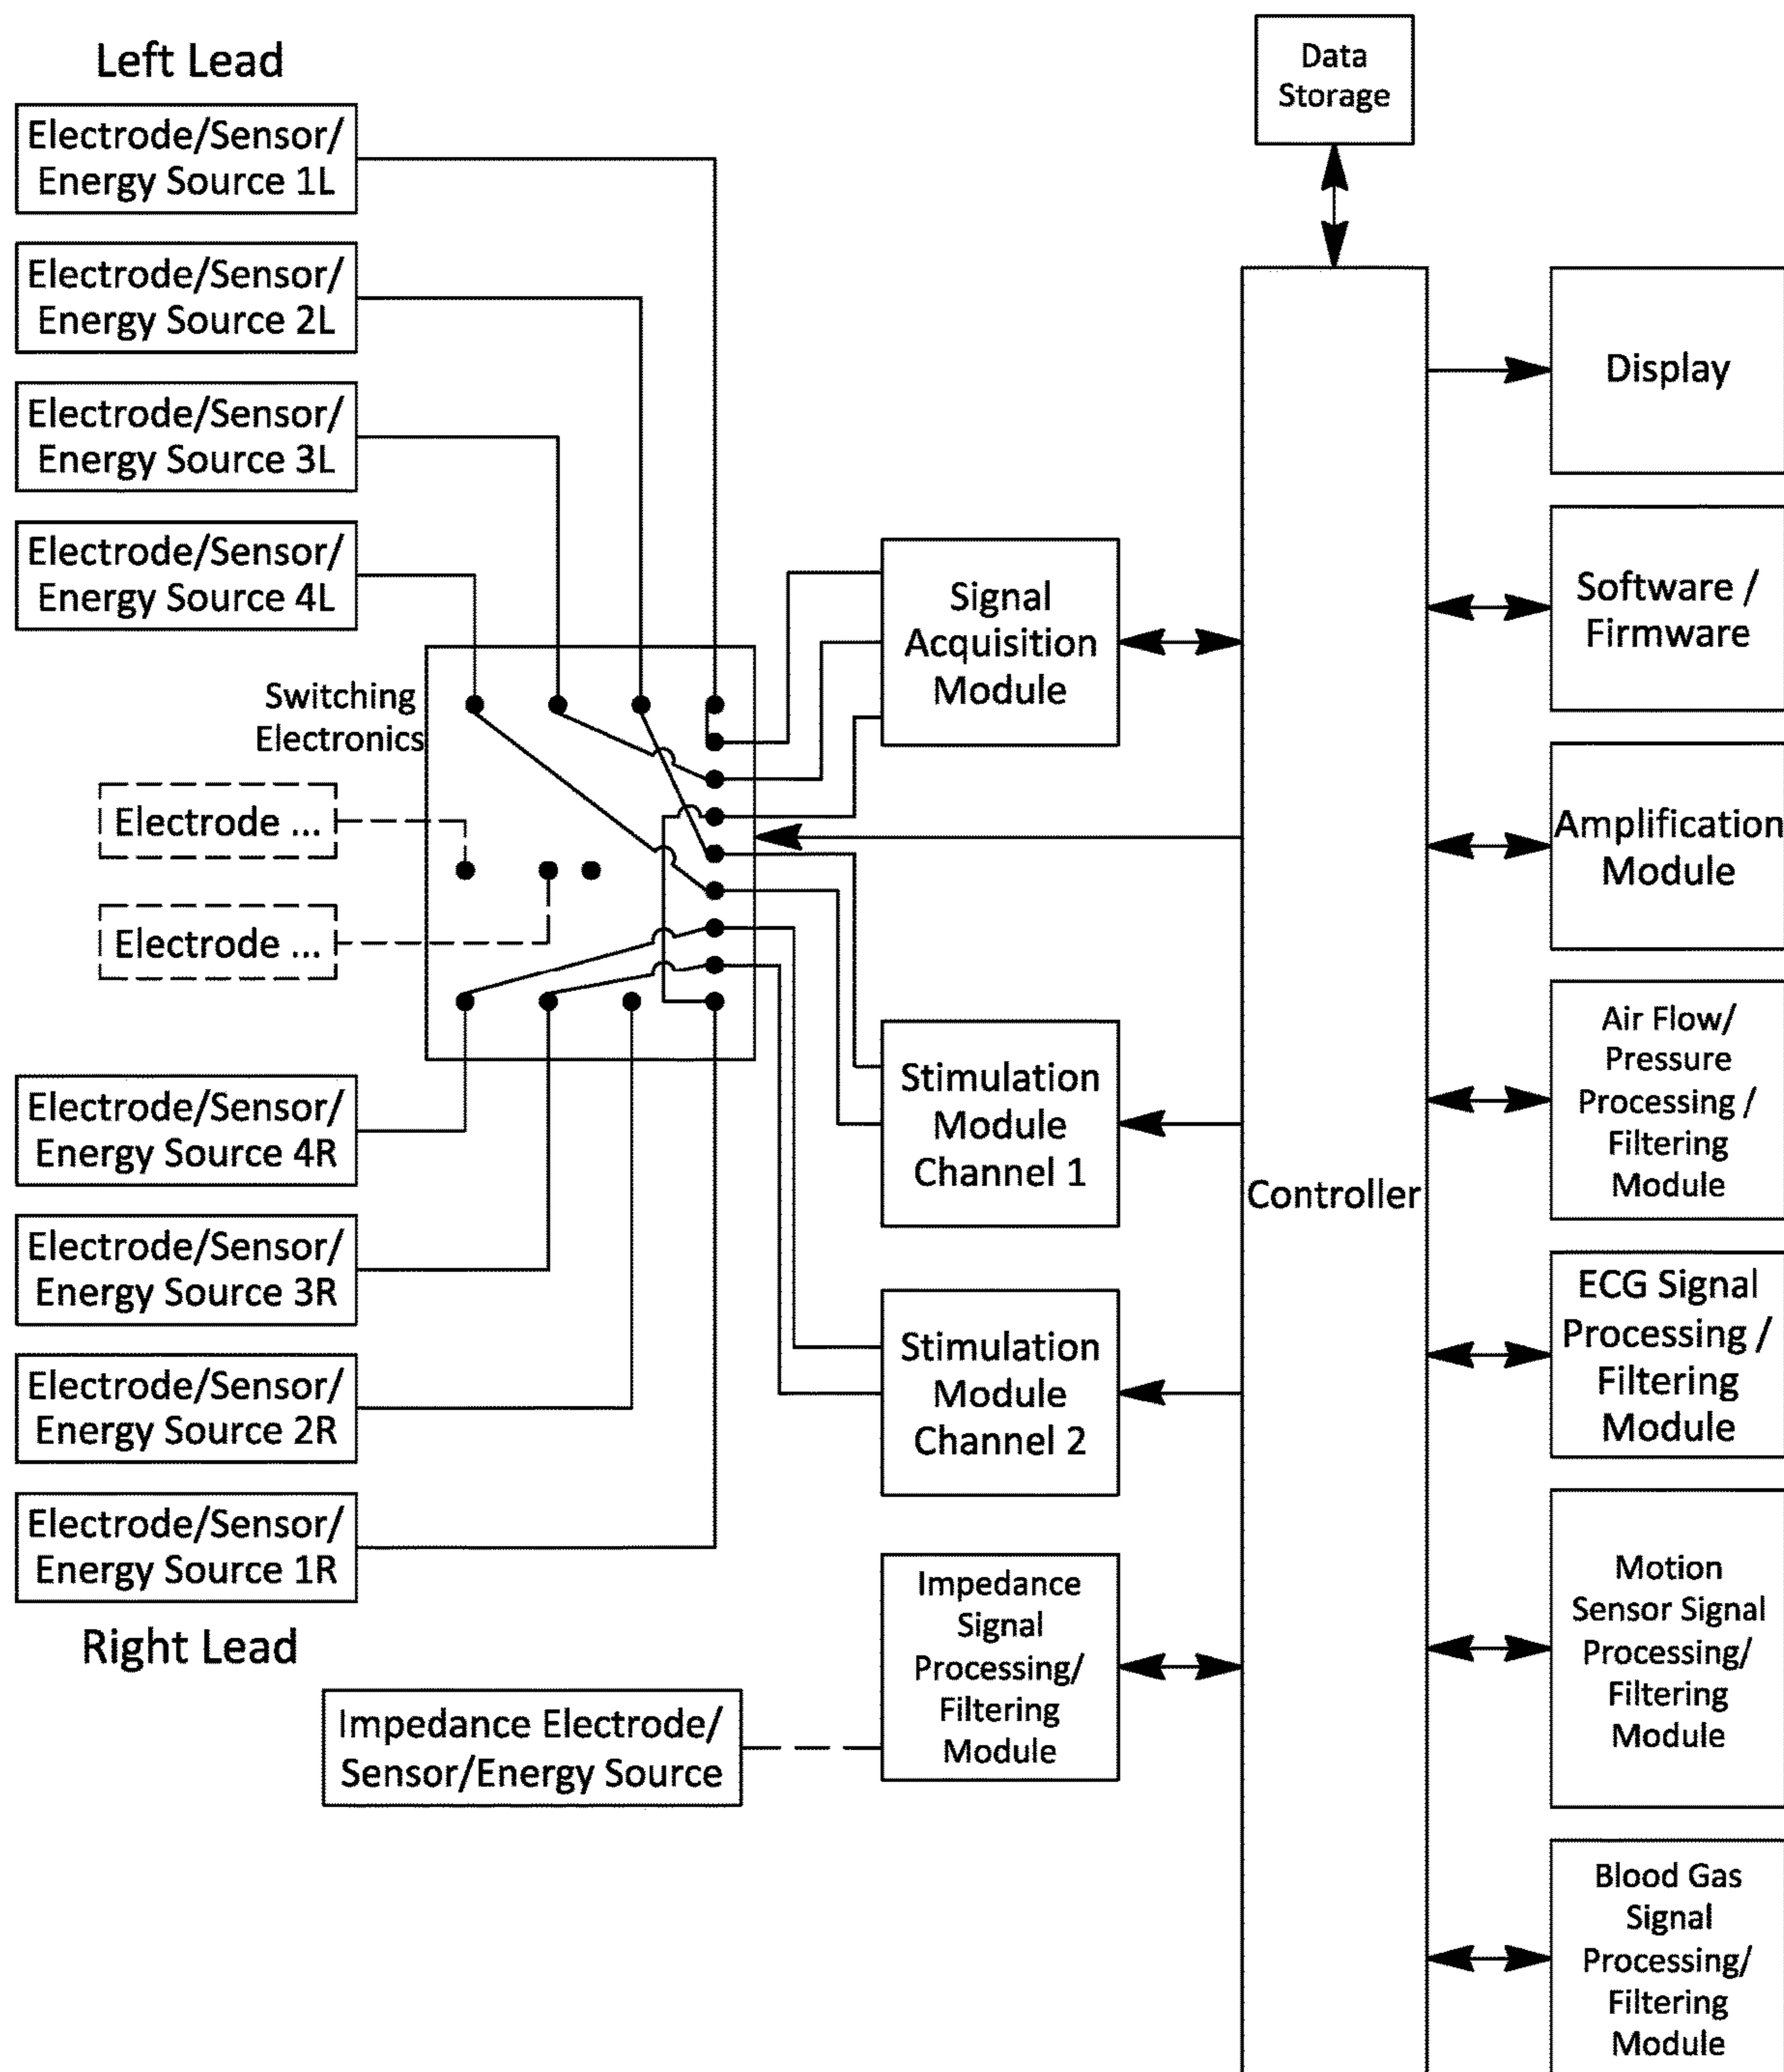 Left Lead
Electrode/Sensor/
Energy Source 1L
Electrode/Sensor/
Energy Source 2L
Electrode/Sensor/
Energy Source 3L
Electrode/Sensor/
Energy Source 4L
Switching
Electronics
Electrode ...
Electrode ...
Electrode/Sensor/
Energy Source 4R
Electrode/Sensor/
Energy Source 3R
Electrode/Sensor/
Energy Source 2R
Electrode/Sensor/
Energy Source 1R
Right Lead
Impedance Electrode/
Sensor/Energy Source
Signal
Acquisition
Module
Stimulation
Module
Channel 1
Stimulation
Module
Channel 2
Impedance
Signal
Processing/
Filtering
Module
Data
Storage
Controller
Display
Software /
Firmware
Amplification
Module
Air Flow/
Pressure
Processing /
Filtering
Module
ECG Signal
Processing /
Filtering
Module
Motion
Sensor Signal
Processing/
Filtering
Module
Blood Gas
Signal
Processing/
Filtering
Module